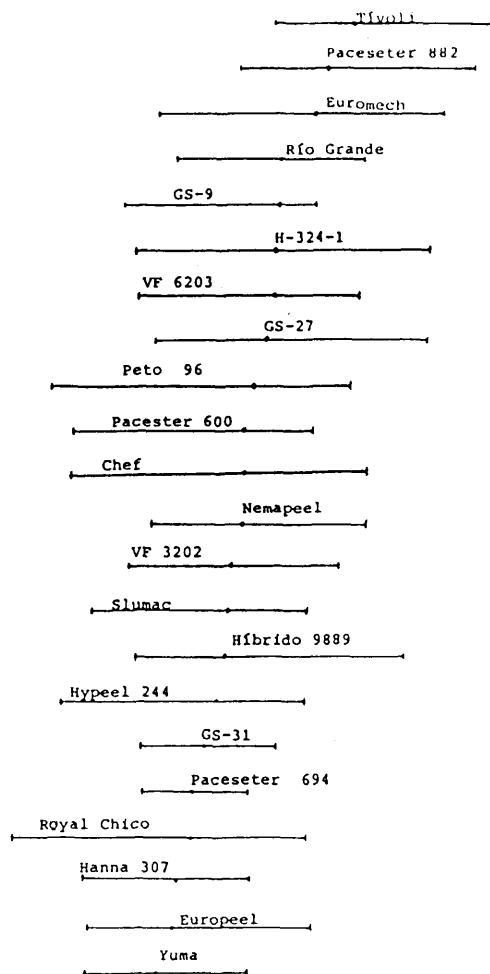 Tívoli
Paceseter 882
Euromech
Río Grande
GS-9
H-324-1
VF 6203
GS-27
Peto 96
Pacester 600
Chef
Nemapeel
VF 3202
Slumac
Híbrido 9889
Hypeel 244
GS-31
Paceseter 694
Royal Chico
Hanna 307
Europeel
Yuma